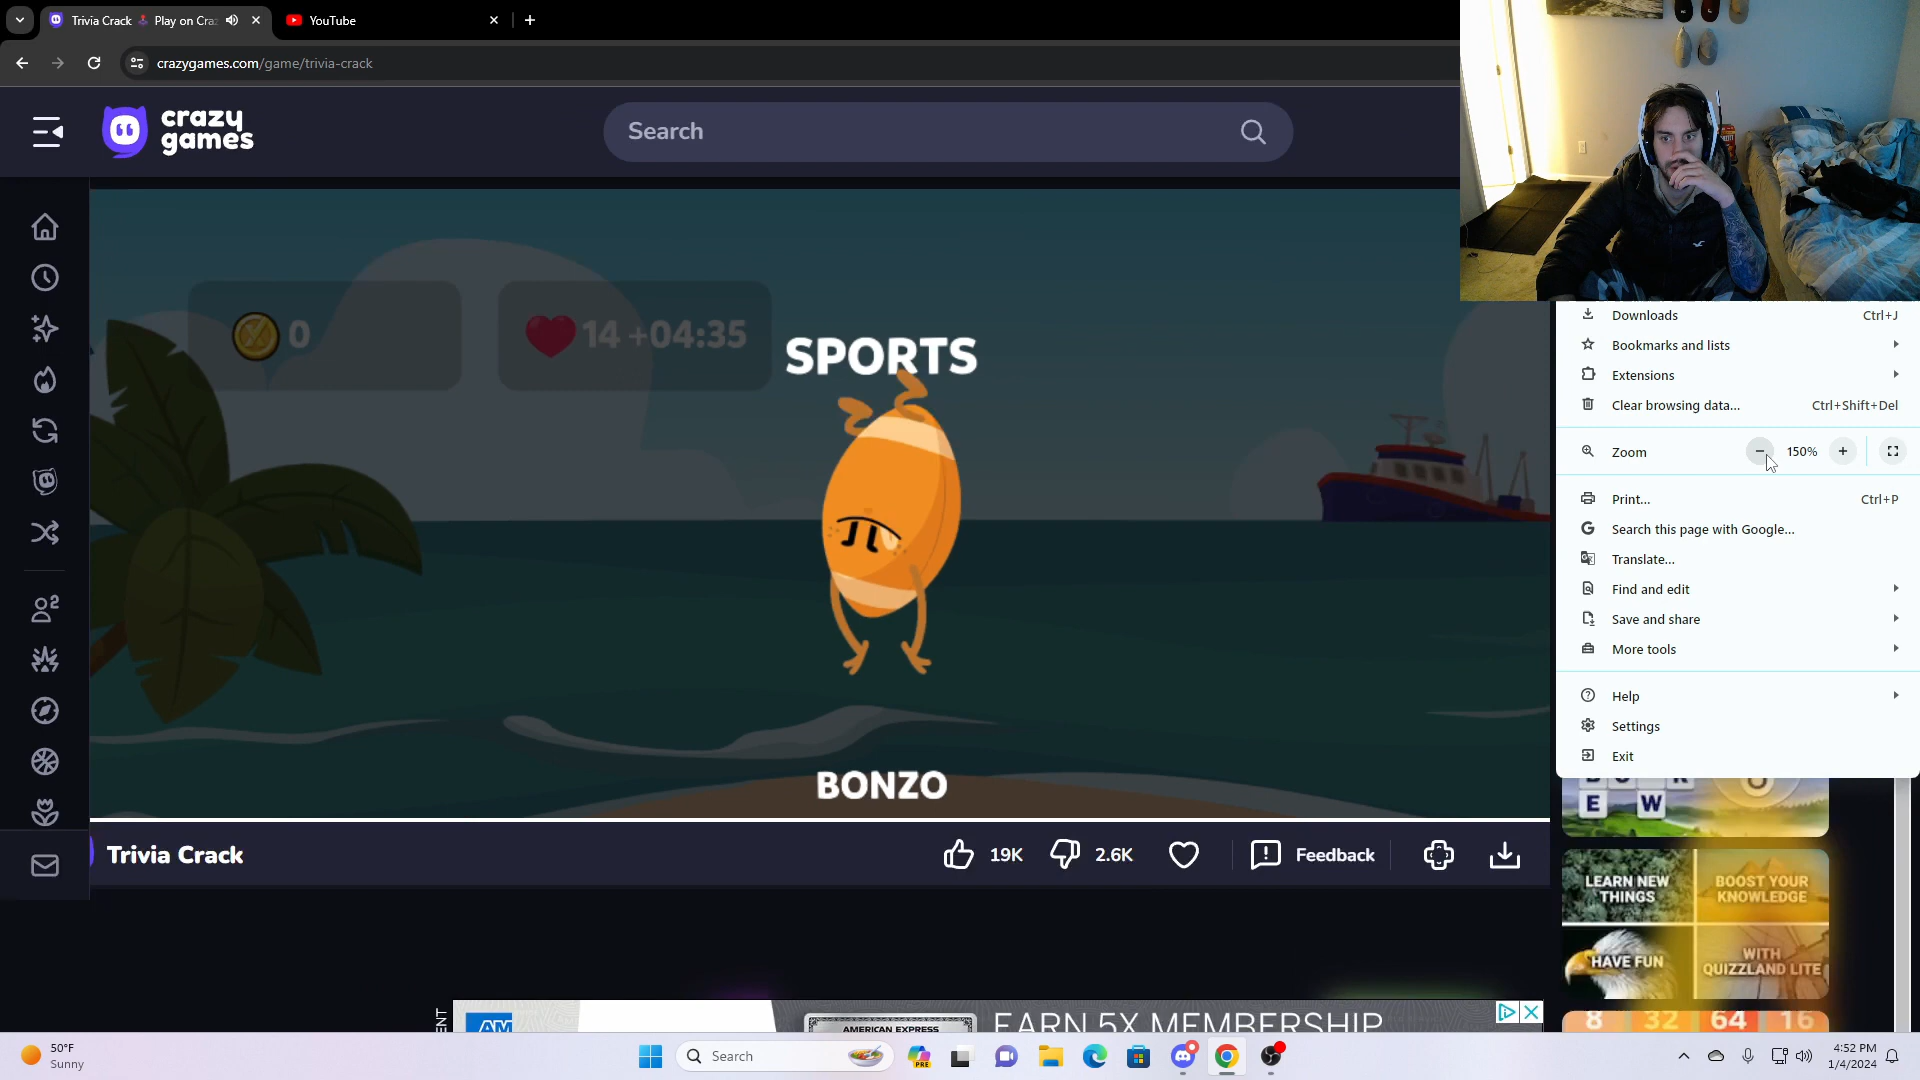 Trivia Crack Play on Cra
YouTube
crazygames.com/game/trivia-crack
crazy
games
Search
0
14 +04:35
SPORTS
BONZO
Downloads Ctrl+J
Bookmarks and lists
Extensions
Clear browsing data... Ctrl+Shift+Del
Zoom 150%
Print... Ctrl+P
Search this page with Google...
Translate...
Find and edit
Save and share
More tools
Help
Settings
Exit
E W
LEARN NEW
THINGS
BOOST YOUR
KNOWLEDGE
HAVE FUN
WITH
QUIZZLAND LITE
8 32 64 16
Trivia Crack
19K
2.6K
Feedback
ENT
AM
AMERICAN EXPRESS
EARN 5X MEMBERSHIP
50°F
Sunny
Search
PRE
4:52 PM
1/4/2024